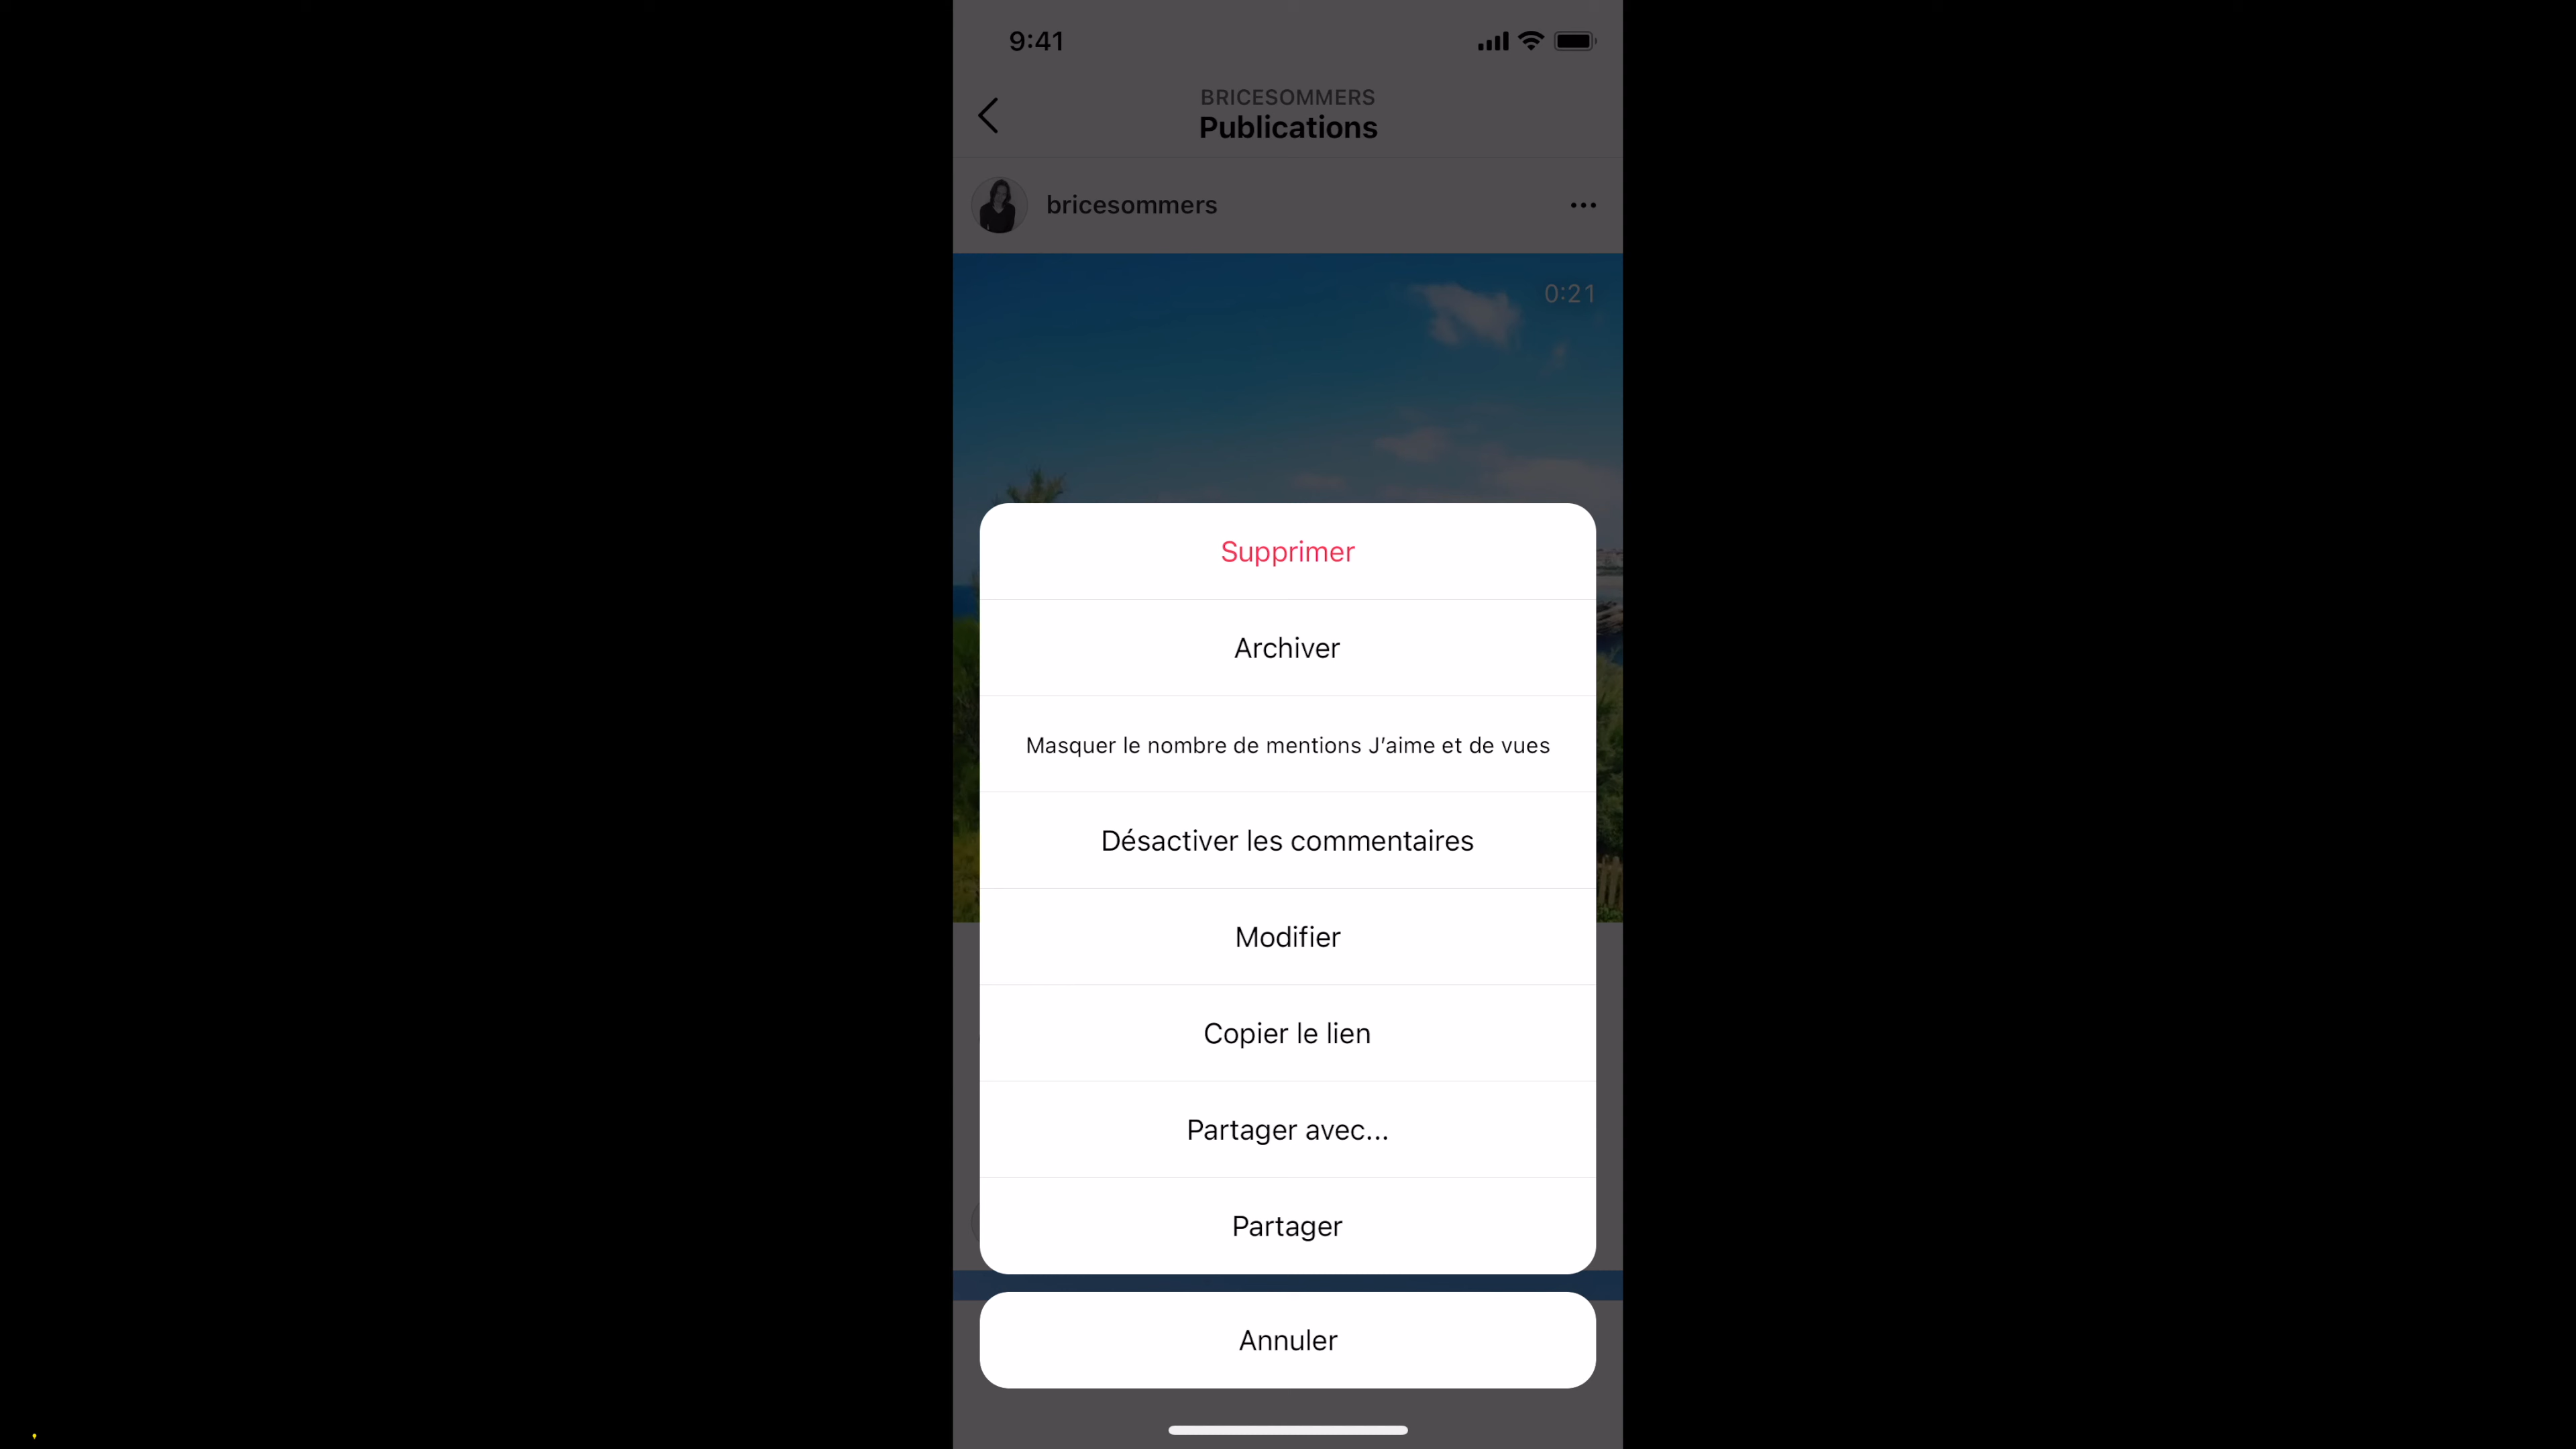 9:41
BRICESOMMERS
Publications
bricesommers
0:21
Supprimer
Archiver
Masquer le nombre de mentions J’aime et de vues
Désactiver les commentaires
Modifier
Copier le lien
Partager avec...
Partager
Annuler